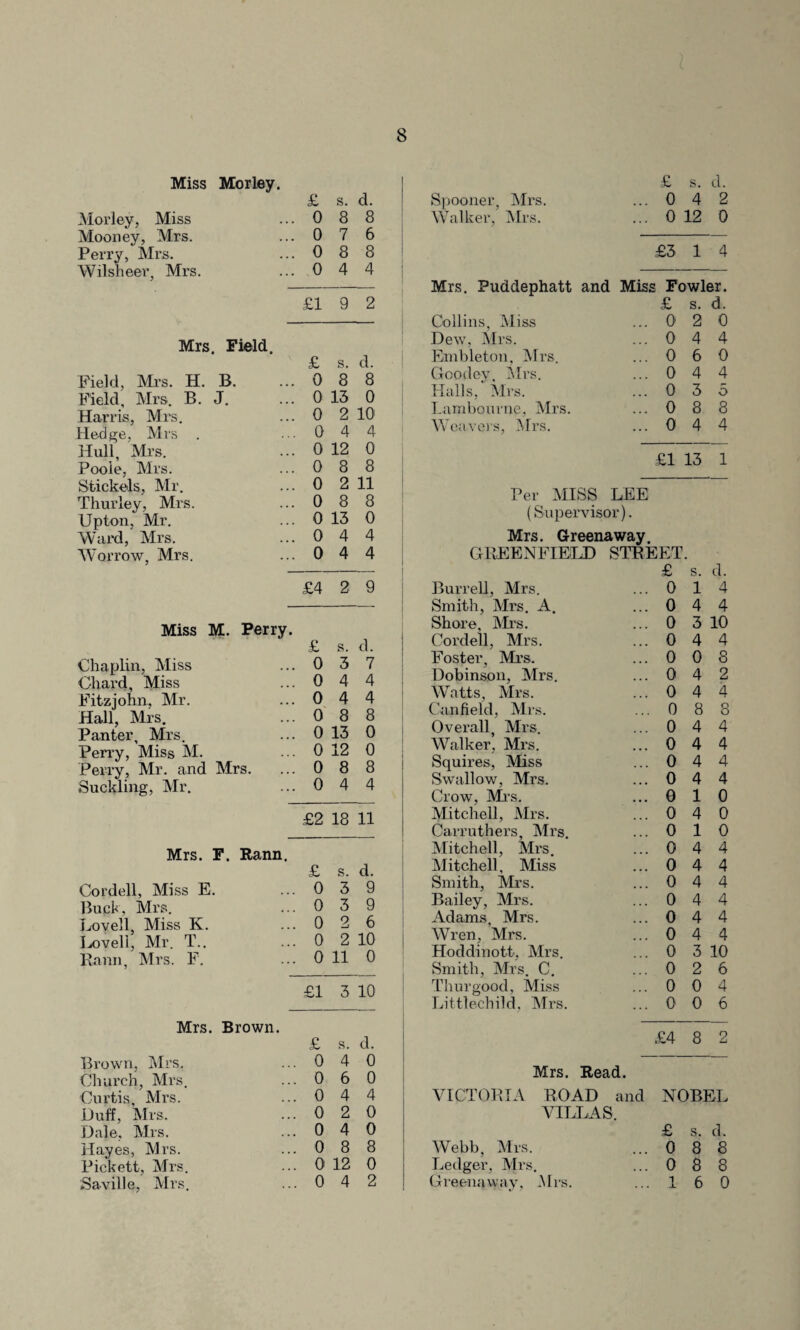 8
Miss Morley.
£ s. d.
Morley, Miss ... 0 8 8
Mooney, Mrs. ... 0 7 6
Perry, Mrs. ... 0 8 8
Wilsheer, Mrs. ... 0 4 4
£1 9 2
Mrs. Field.
£ s. d.
Field, Mrs. H. B. ... 0 8 8
Field, Mrs. B. J. ... 0 13 0
Harris, Mrs. ... 0 2 10
Hedge, Mrs . ... 0 4 4
Hull, Mrs. ... 0 12 0
Poole, Mrs. ... 0 8 8
Stickels, Mr. ... 0 2 11
Thurley, Mrs. ... 0 8 8
Upton, Mr. ... 0 13 0
Ward, Mrs. ... 0 4 4
Worrow, Mrs. ... 0 4 4
£4 2 9
Miss M. Perry.
£ s. d.
Chaplin, Miss ... 0 3 7
Chard, Miss ... 0 4 4
Fitzjohn, Mr. ... 0 4 4
Hall, Mrs. ... 0 8 8
Panter, Mrs. ... 0 13 0
Perry, Miss M. ... 0 12 0
Perry, Mr. and Mrs. ... 0 8 8
Suckling, Mr. ... 0 4 4
£2 18 11
Mrs. F. Rann.
£ s. d.
Cordell, Miss E. ... 0 3 9
Buck, Mrs. ... 0 3 9
Lovell, Miss K. ... 0 2 6
Lovell, Mr. T.. ... 0 2 10
Rann, Mrs. F. ... 0 11 0
£1 3 10
Mrs. Brown.
£ s. d.
Brown, Mrs. ... 0 4 0
Church, Mrs. ... 0 6 0
Curtis, Mrs. ... 0 4 4
Duff, Mrs. ... 0 2 0
Dale, Mrs. ... 0 4 0
Hayes, Mrs. ... 0 8 8
Pickett, Mrs. ... 0 12 0
Saville, Mrs. ... 0 4 2
£ s. d.
Spooner, Mrs. ... 0 4 2
Walker, Mrs. ... 0 12 0
£3 1 4
Mrs. Puddephatt and Miss Fowler.
£ s. d.
Collins, Miss ... 0 2 0
Dew, Mrs. ... 0 4 4
Embleton, Mrs. ... 0 6 0
Goodey, Mrs. ... 0 4 4
Halls, Mrs. ... 0 3 5
Lambourne, Mrs. ... 0 8 8
Weavers, Mrs. ... 0 4 4
£1 13 1
Per MISS LEE
(Supervisor).
Mrs. Greenaway.
GREENFIELD STREET.
£ s. d.
Burrell, Mrs. ... 0 1 4
Smith, Mrs. A. ... 0 4 4
Shore, Mrs. ... 0 3 10
Cordell, Mrs. ... 0 4 4
Foster, Mrs. ... 0 0 8
Dobinson, Mrs. ... 0 4 2
Watts, Mrs. ... 0 4 4
Canfield, Mrs. ... 0 8 8
Overall, Mrs. ... 0 4 4
Walker, Mrs. ... 0 4 4
Squires, Miss ... 0 4 4
Swallow, Mrs. ... 0 4 4
Crow, Mrs. ... 0 1 0
Mitchell, Mrs. ... 0 4 0
Carruthers, Mrs. ... 0 1 0
Mitchell, Mrs. ... 0 4 4
Mitchell, Miss ... 0 4 4
Smith, Mrs. ... 0 4 4
Bailey, Mrs. ... 0 4 4
Adams, Mrs. ... 0 4 4
Wren, Mrs. ... 0 4 4
Hoddinott, Mrs. ... 0 3 10
Smith, Mrs. C. ... 0 2 6
Thurgood, Miss ... 0 0 4
Littlechild, Mrs. ... 0 0 6
£4 8 2
Mrs. Read.
VICTORIA ROAD and NOBEL
VILLAS.
£ s. d.
Webb, Mrs. ... 0 8 8
Ledger, Mrs. ... 0 8 8
Greenaway, Mrs. ... 1 6 0